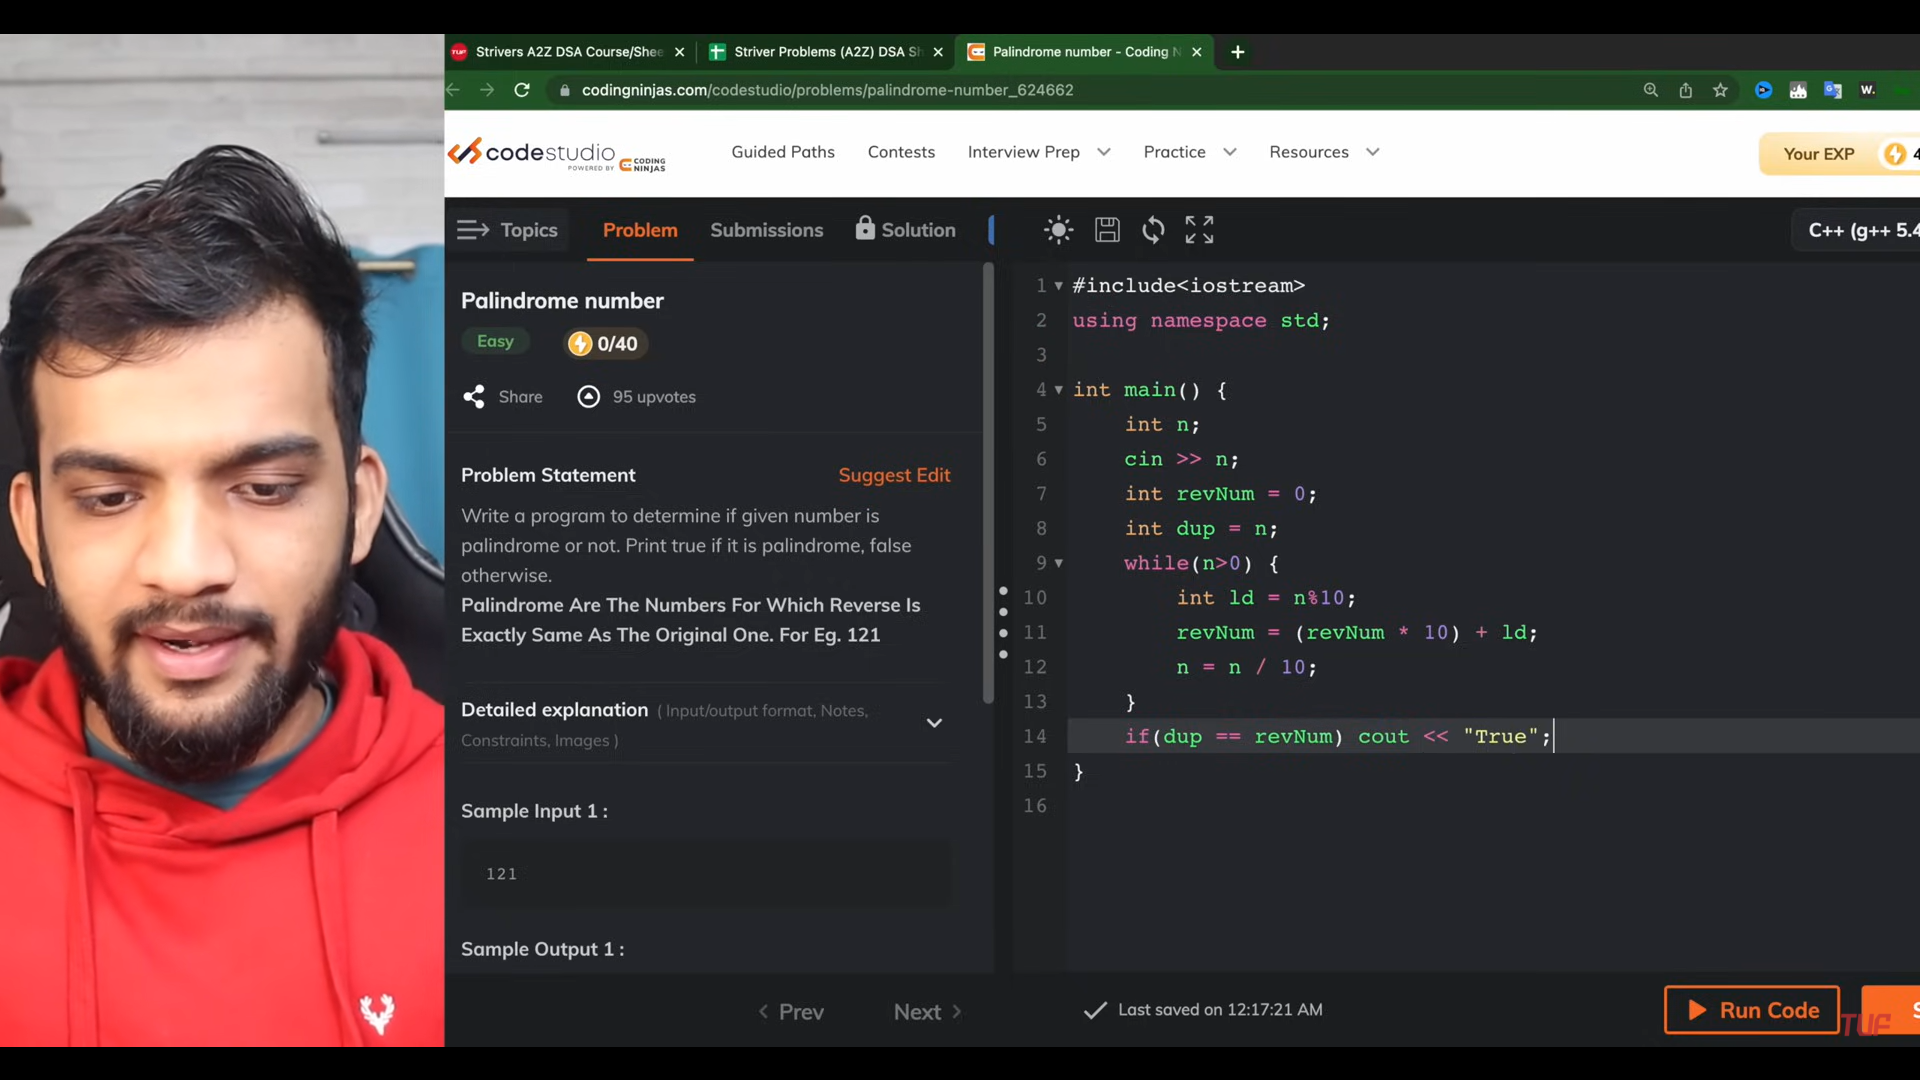 Strivers A2Z DSA Course/Shee
Striver Problems (A2Z) DSA Sh
Palindrome number - Coding N
codingninjas.com/codestudio/problems/palindrome-number_624662
W.
codestudio
POWERED BY CODING NINJAS
Guided Paths
Contests
Interview Prep
Practice
Resources
Your EXP
4
Topics
Problem
Submissions
Solution
C++ (g++ 5.4
Palindrome number
Easy
0/40
Share
95 upvotes
Problem Statement
Suggest Edit
Write a program to determine if given number is
palindrome or not. Print true if it is palindrome, false
otherwise.
Palindrome Are The Numbers For Which Reverse Is
Exactly Same As The Original One. For Eg. 121
Detailed explanation ( Input/output format, Notes,
Constraints, Images )
Sample Input 1 :
121
Sample Output 1 :
Prev
Next
1 #include<iostream>
2 using namespace std;
3
4 int main() {
5 int n;
6 cin >> n;
7 int revNum = 0;
8 int dup = n;
9 while(n>0) {
10 int ld = n%10;
11 revNum = (revNum * 10) + ld;
12 n = n / 10;
13 }
14 if(dup == revNum) cout << "True";
15 }
16
Last saved on 12:17:21 AM
Run Code
S
TUF